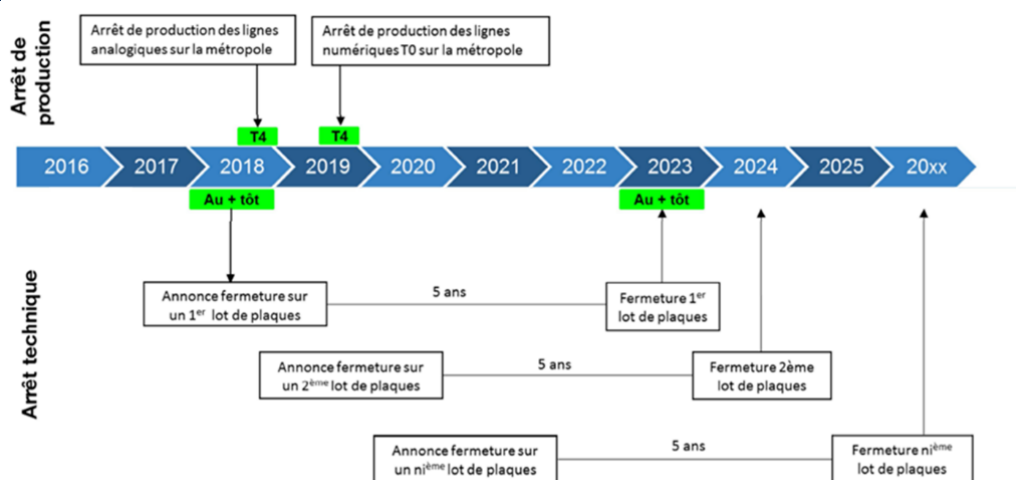 Arrêt de
production
Arrêt de production des lignes
analogiques sur la métropole
Arrêt de production des lignes
numériques T0 sur la métropole
T4
T4
2016 2017 2018 2019 2020 2021 2022 2023 2024 2025 20xx
Au + tôt
Au + tôt
Arrêt technique
Annonce fermeture sur
un 1er lot de plaques
5 ans
Fermeture 1er
lot de plaques
Annonce fermeture sur
un 2ème lot de plaques
5 ans
Fermeture 2ème
lot de plaques
Annonce fermeture sur
un nième lot de plaques
5 ans
Fermeture nième
lot de plaques